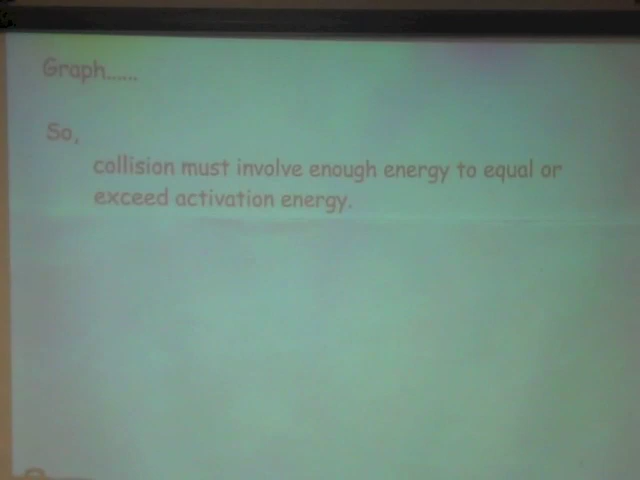 Graph......
So,
collision must involve enough energy to equal or
exceed activation energy.